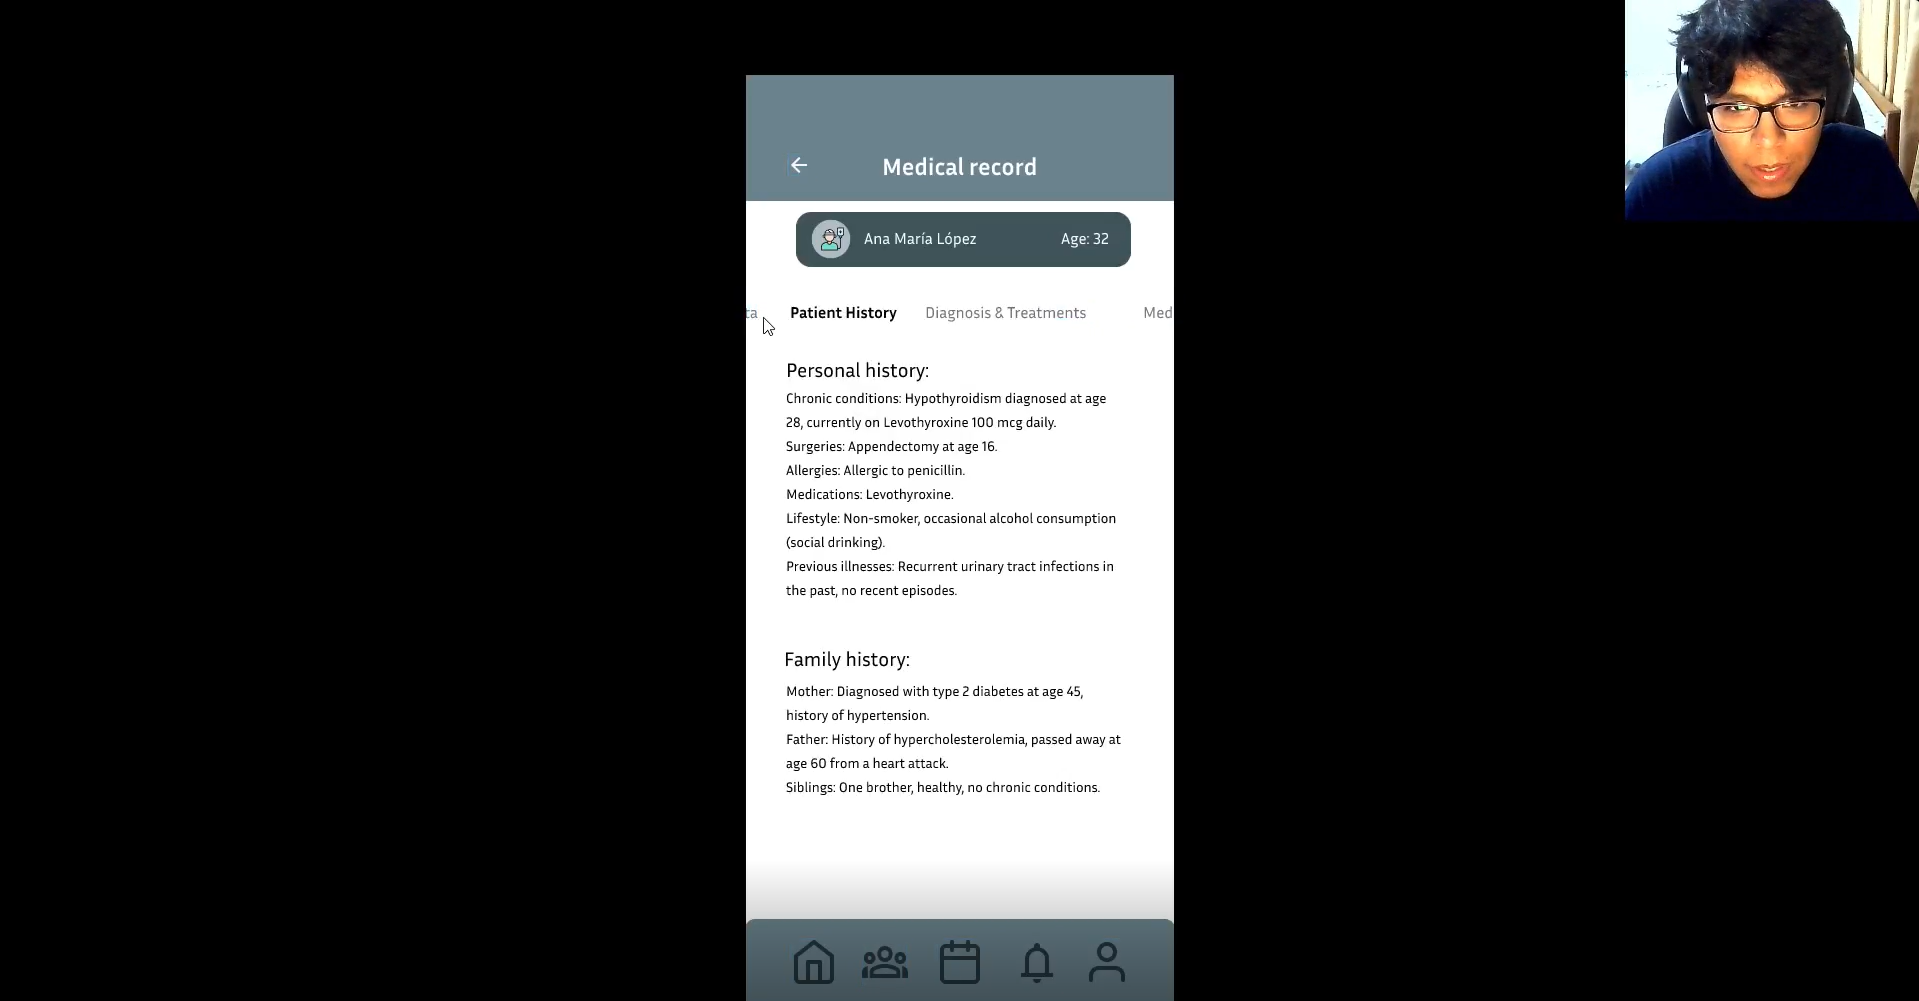 Medical record
Ana María López Age: 32
ta Patient History Diagnosis & Treatments Med
Personal history:
Chronic conditions: Hypothyroidism diagnosed at age
28, currently on Levothyroxine 100 mcg daily.
Surgeries: Appendectomy at age 16.
Allergies: Allergic to penicillin.
Medications: Levothyroxine.
Lifestyle: Non-smoker, occasional alcohol consumption
(social drinking).
Previous illnesses: Recurrent urinary tract infections in
the past, no recent episodes.
Family history:
Mother: Diagnosed with type 2 diabetes at age 45,
history of hypertension.
Father: History of hypercholesterolemia, passed away at
age 60 from a heart attack.
Siblings: One brother, healthy, no chronic conditions.